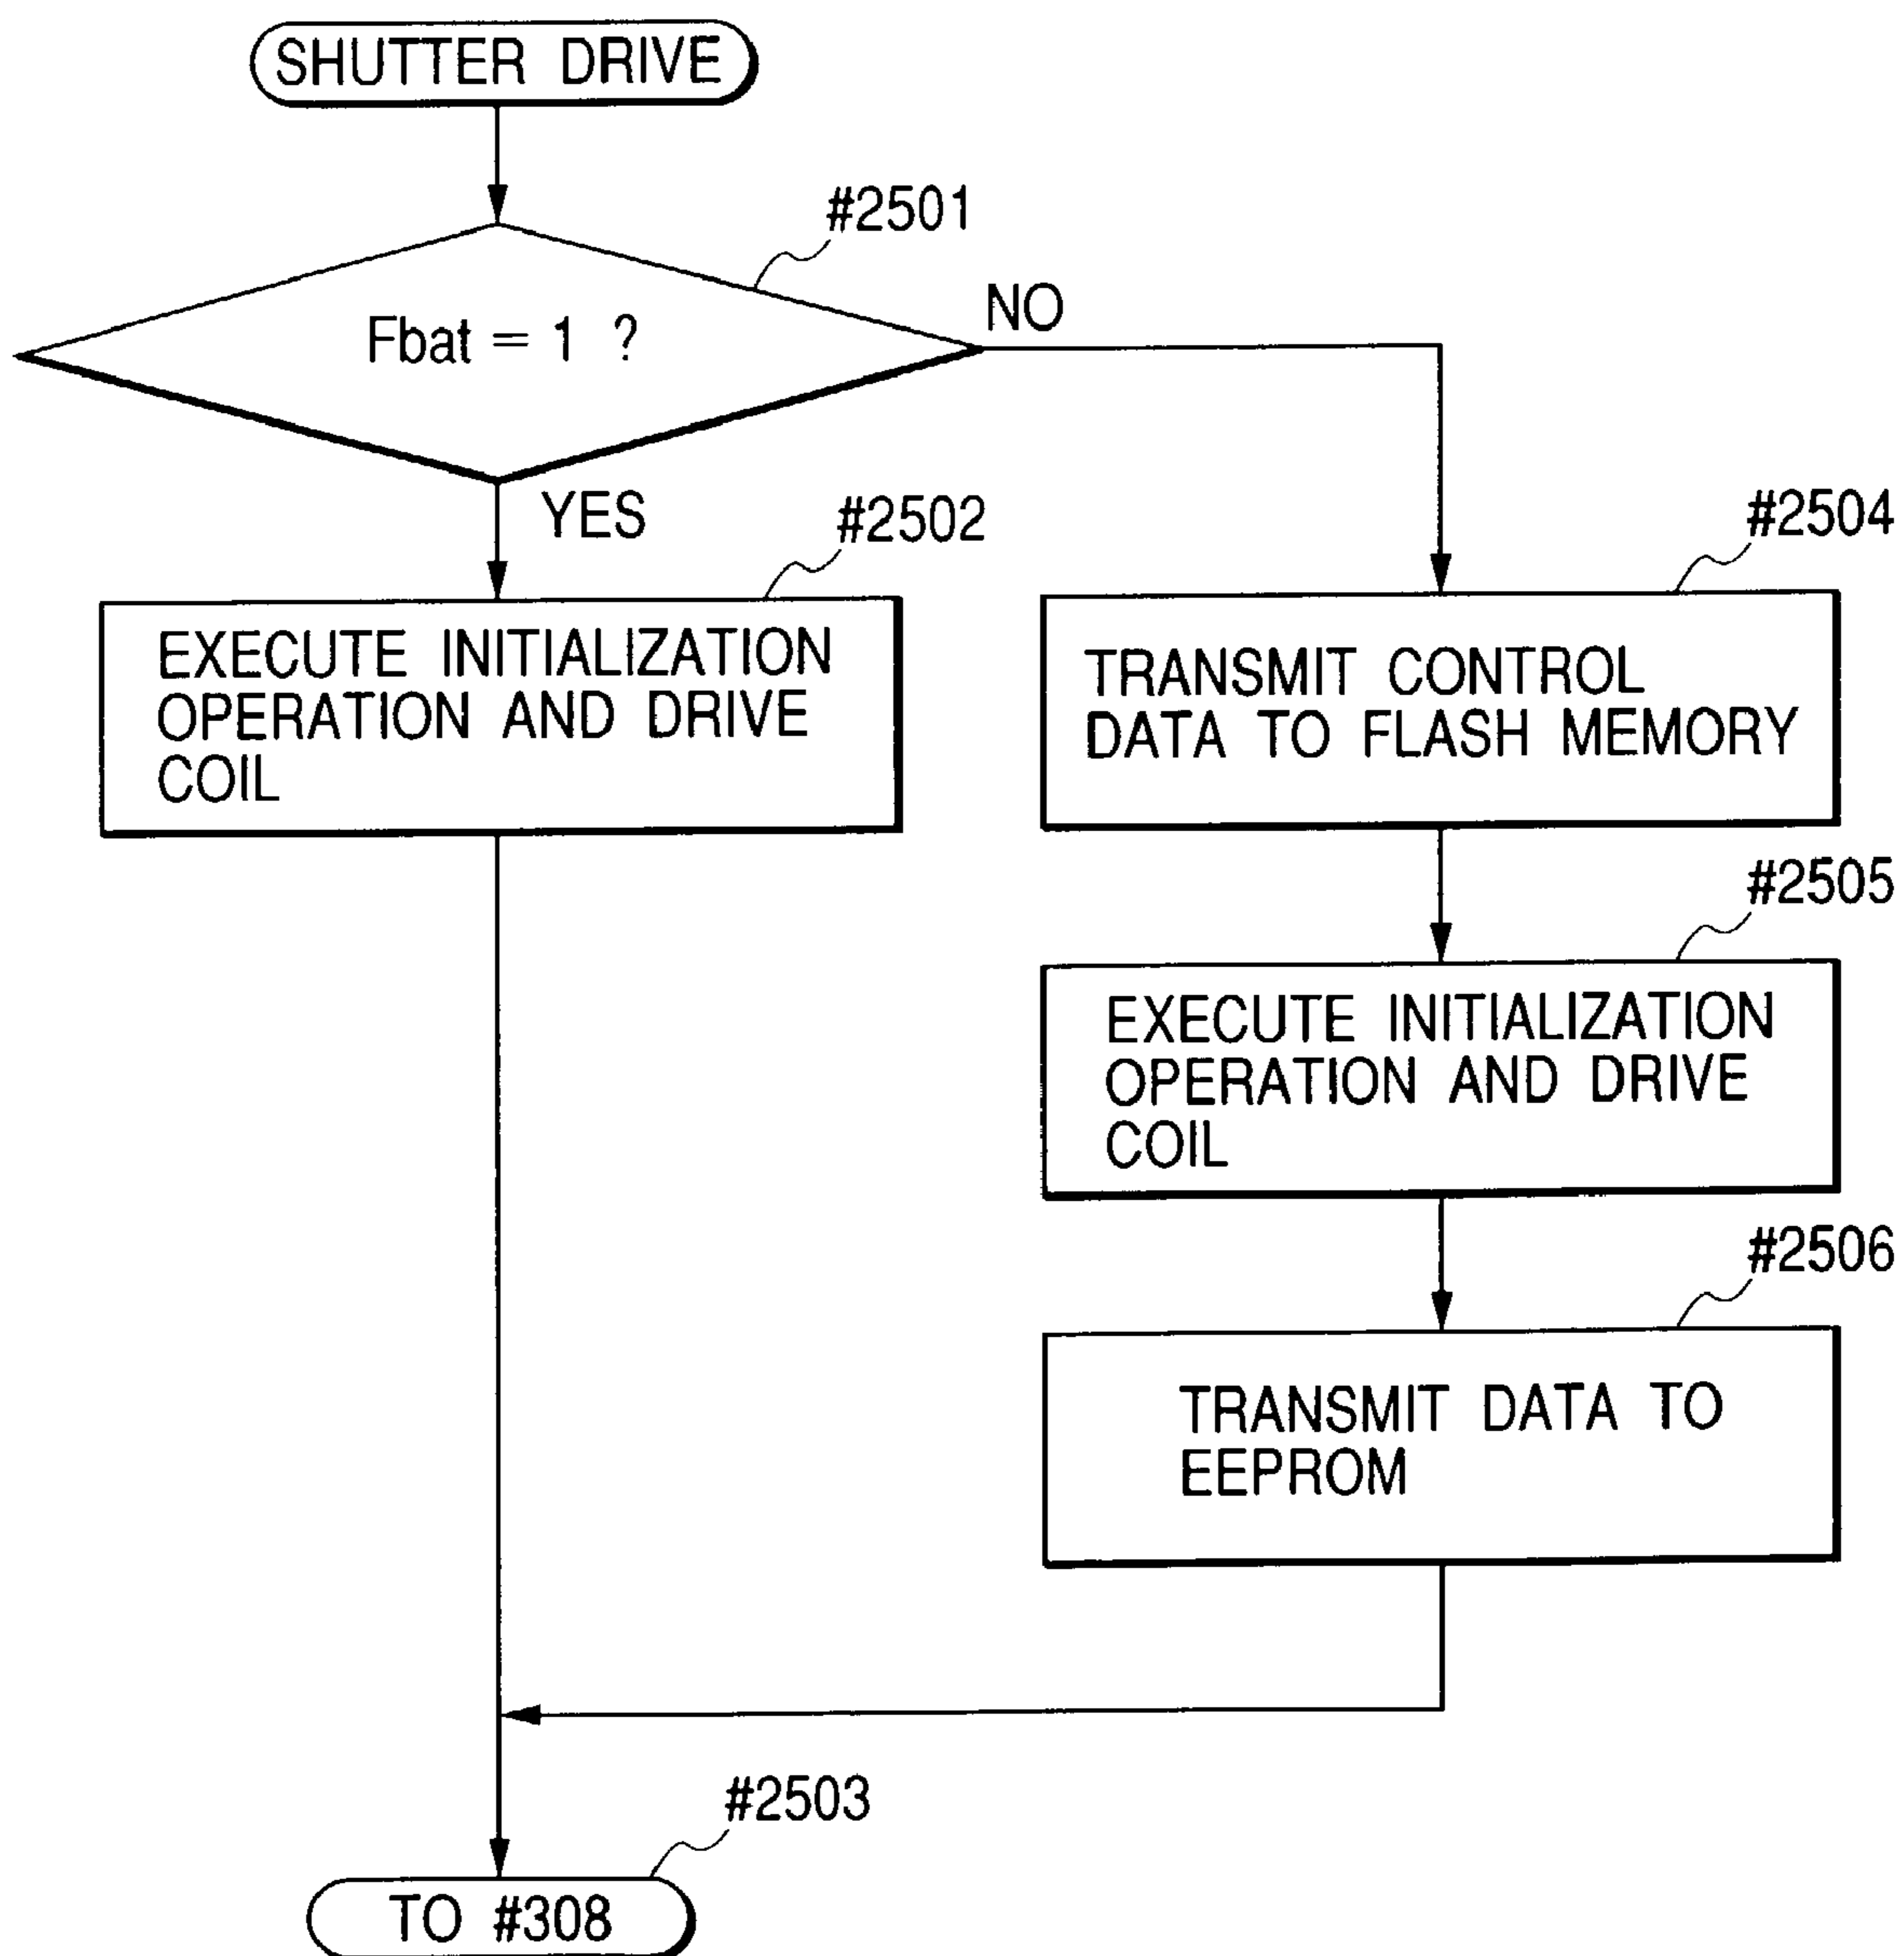 SHUTTER DRIVE
#2501
Fbat = 1 ?
NO
YES
#2502
EXECUTE INITIALIZATION
OPERATION AND DRIVE
COIL
#2504
TRANSMIT CONTROL
DATA TO FLASH MEMORY
#2505
EXECUTE INITIALIZATION
OPERATION AND DRIVE
COIL
#2506
TRANSMIT DATA TO
EEPROM
#2503
TO #308